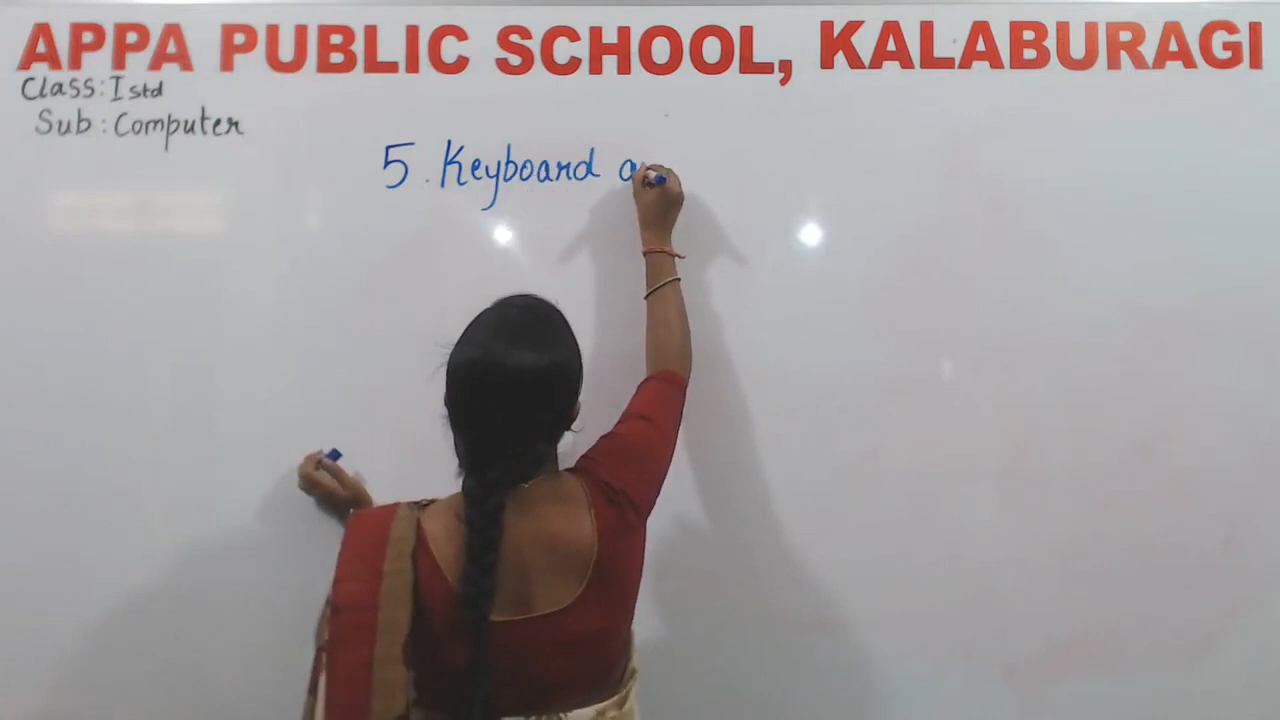 APPA PUBLIC SCHOOL, KALABURAGI
Class: I std
Sub: Computer
5. Keyboard a